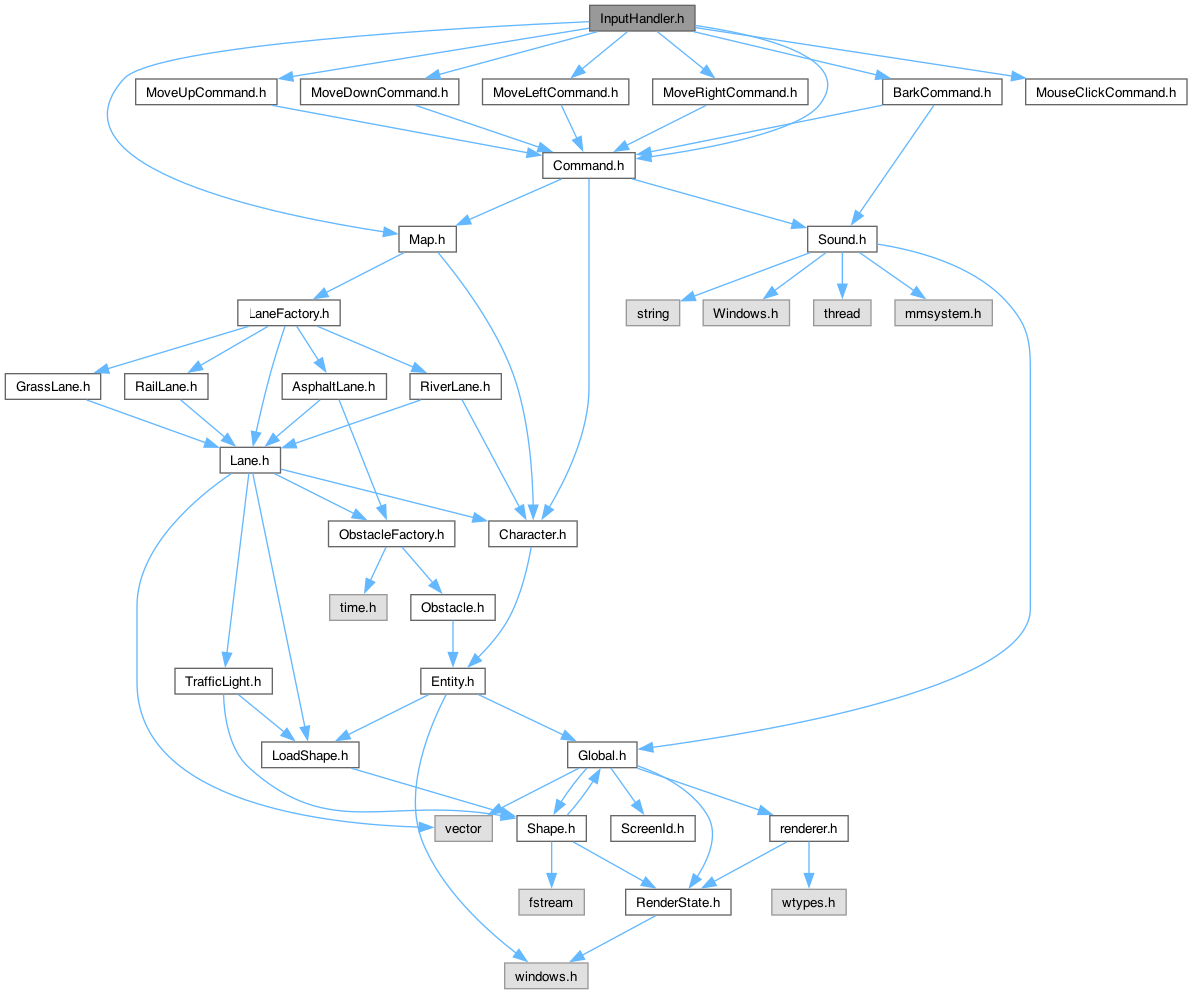 InputHandler.h
MoveUpCommand.h
MoveDownCommand.h
MoveLeftCommand.h
MoveRightCommand.h
BarkCommand.h
MouseClickCommand.h
Command.h
Map.h
Sound.h
LaneFactory.h
string
Windows.h
thread
mmsystem.h
GrassLane.h
RailLane.h
AsphaltLane.h
RiverLane.h
Lane.h
ObstacleFactory.h
Character.h
time.h
Obstacle.h
TrafficLight.h
Entity.h
LoadShape.h
Global.h
vector
Shape.h
ScreenId.h
renderer.h
fstream
RenderState.h
wtypes.h
windows.h